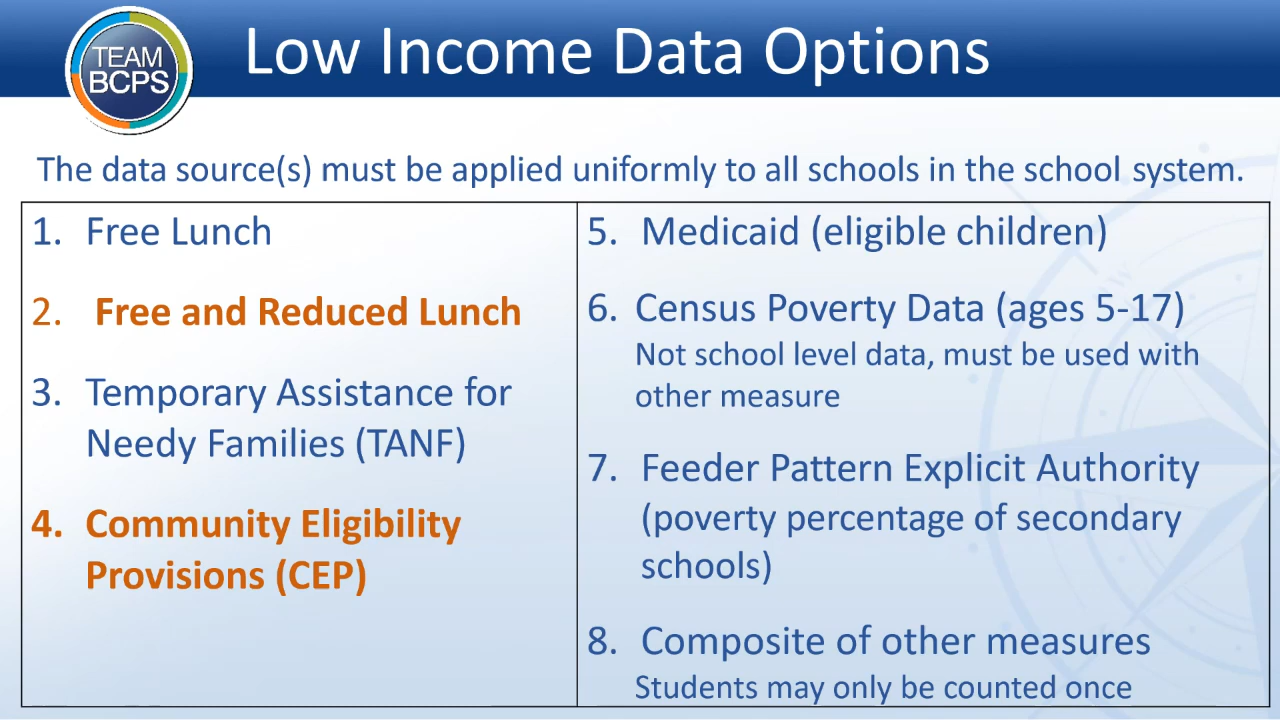 TEAM
BCPS
Low Income Data Options
The data source(s) must be applied uniformly to all schools in the school system.
1. Free Lunch
2. Free and Reduced Lunch
3. Temporary Assistance for
Needy Families (TANF)
4. Community Eligibility
Provisions (CEP)
5. Medicaid (eligible children)
6. Census Poverty Data (ages 5-17)
Not school level data, must be used with
other measure
7. Feeder Pattern Explicit Authority
(poverty percentage of secondary
schools)
8. Composite of other measures
Students may only be counted once